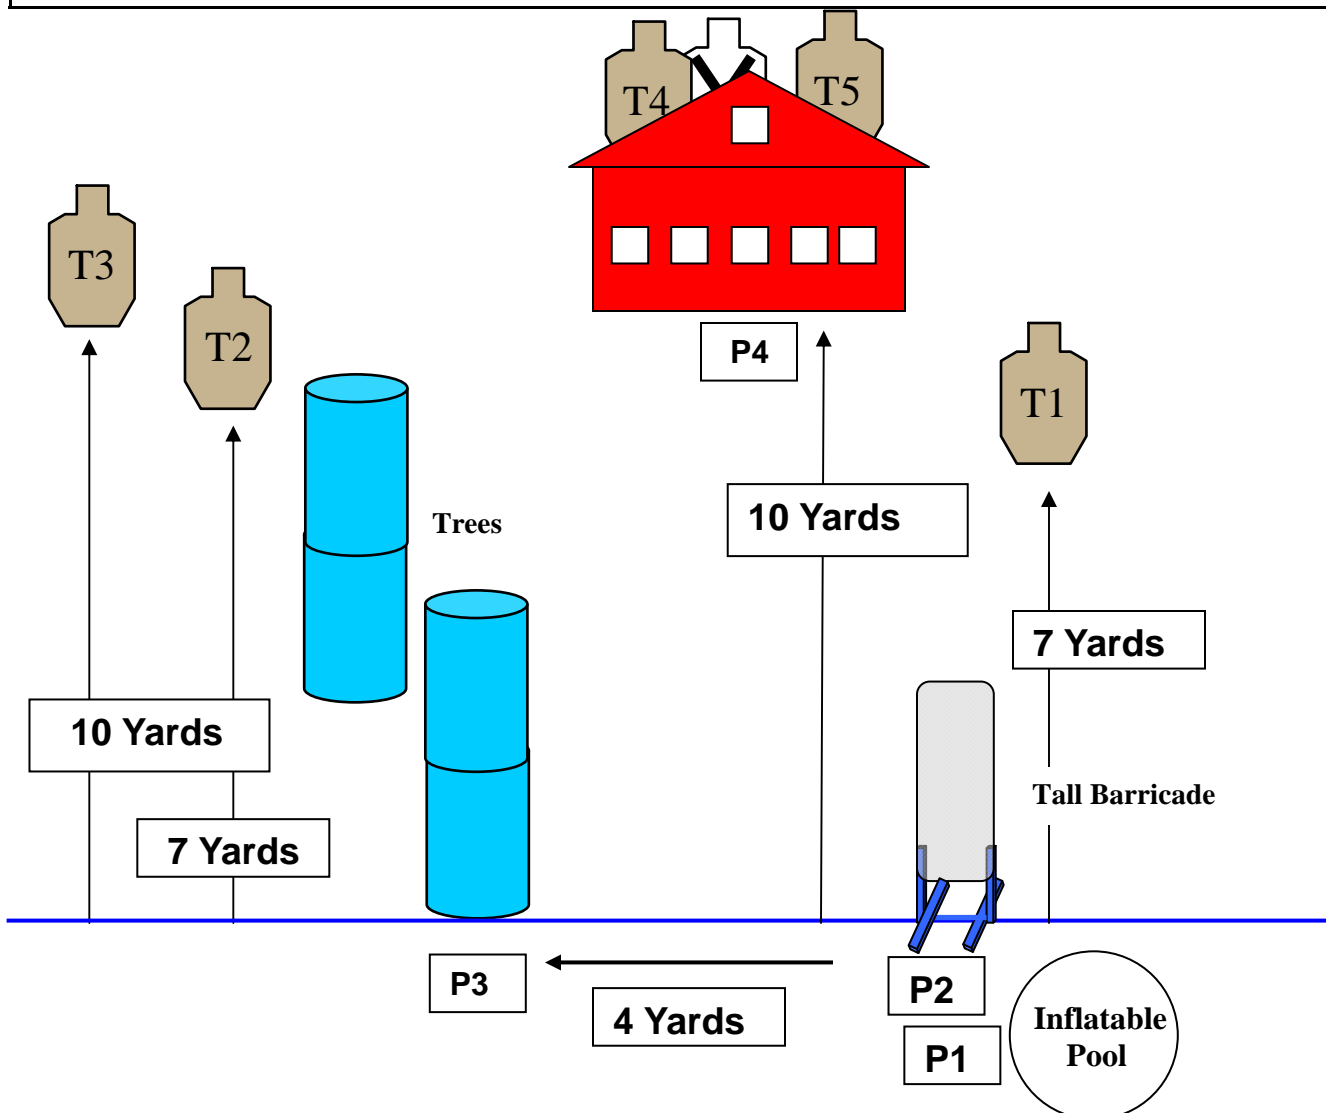 T4
T5
T3
T2
P4
T1
Trees
10 Yards
7 Yards
10 Yards
Tall Barricade
7 Yards
P3
P2
4 Yards
Inflatable
Pool
P1